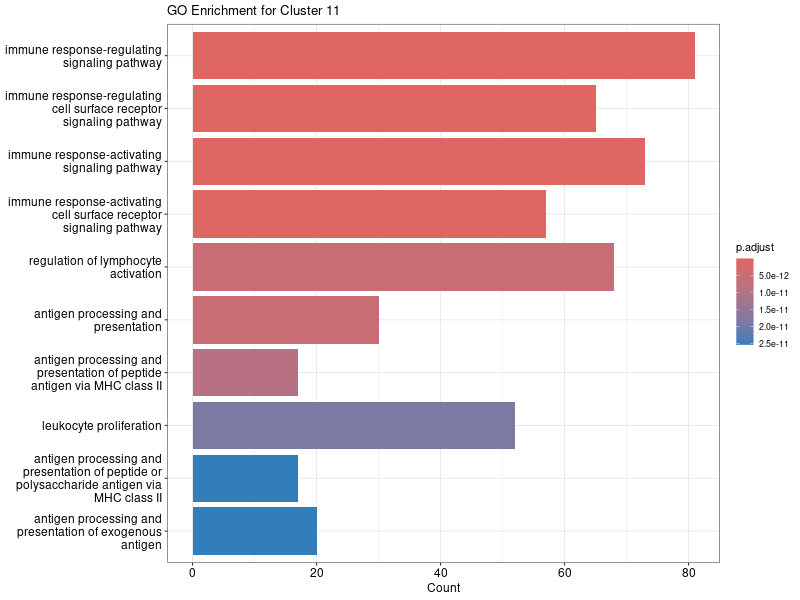 GO Enrichment for Cluster 11
immune response-regulating
signaling pathway
immune response-regulating
cell surface receptor
signaling pathway
immune response-activating
signaling pathway
immune response-activating
cell surface receptor
signaling pathway
regulation of lymphocyte
activation
antigen processing and
presentation
antigen processing and
presentation of peptide
antigen via MHC class II
leukocyte proliferation
antigen processing and
presentation of peptide or
polysaccharide antigen via
MHC class II
antigen processing and
presentation of exogenous
antigen
0 20 40 60 80
Count
p.adjust
5.0e-12
1.0e-11
1.5e-11
2.0e-11
2.5e-11